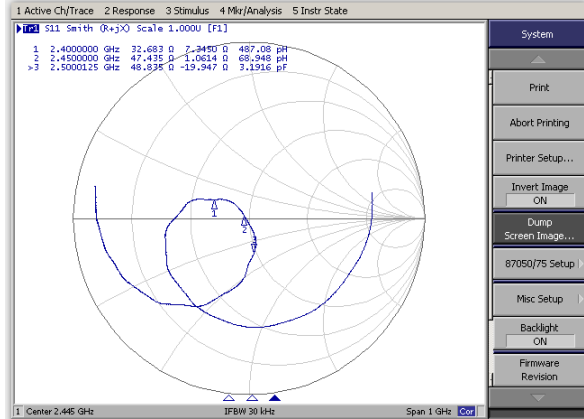 1 Active Ch/Trace 2 Response 3 Stimulus 4 Mkr/Analysis 5 Instr State
Tr1 S11 Smith (R+jX) Scale 1.000U [F1]
1 2.4000000 GHz 32.683 Ω 7.3450 Ω 487.08 pH
2 2.4500000 GHz 47.435 Ω 1.0614 Ω 68.948 pH
>3 2.5000125 GHz 48.835 Ω -19.947 Ω 3.1916 pF
1
2
3
1 Center 2.445 GHz IFBW 30 kHz Span 1 GHz Cor
System
Print
Abort Printing
Printer Setup...
Invert Image
ON
Dump
Screen Image...
87050/75 Setup
Misc Setup
Backlight
ON
Firmware
Revision